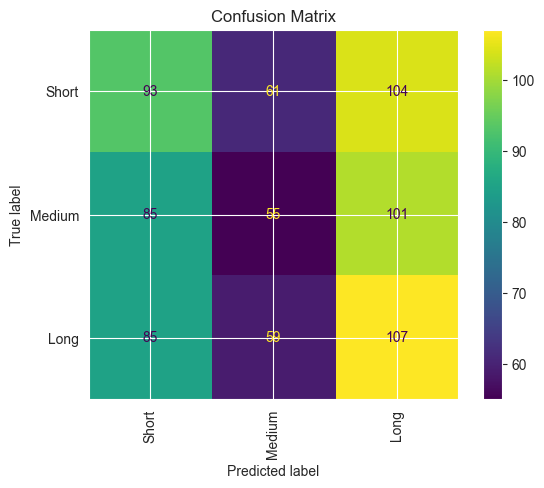 Confusion Matrix
True label
Short
93 61 104
Medium
85 55 101
Long
85 59 107
Short Medium Long
Predicted label
100
90
80
70
60